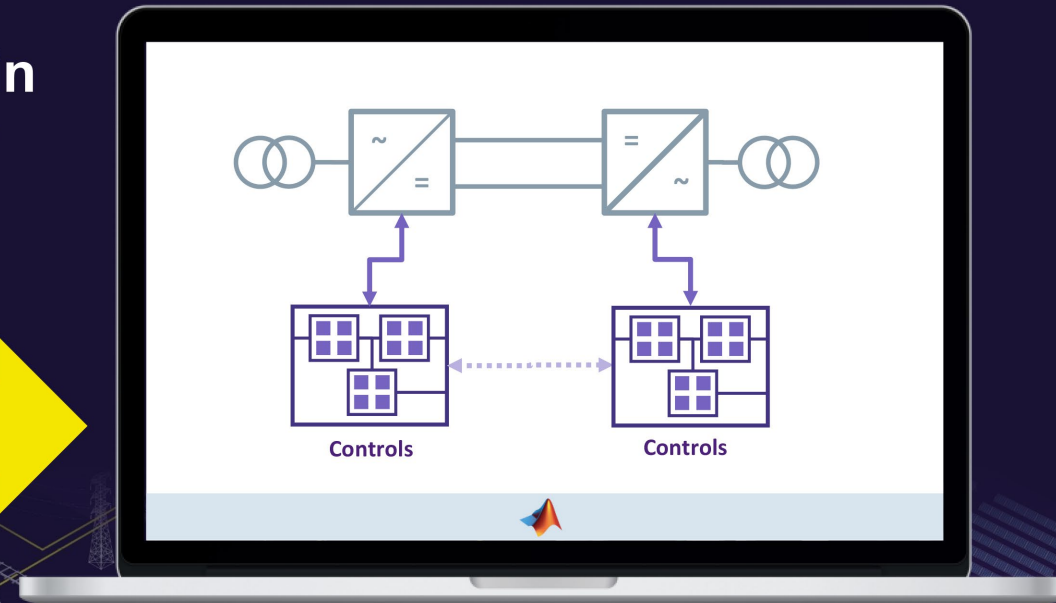 n
~
=
=
~
Controls
Controls